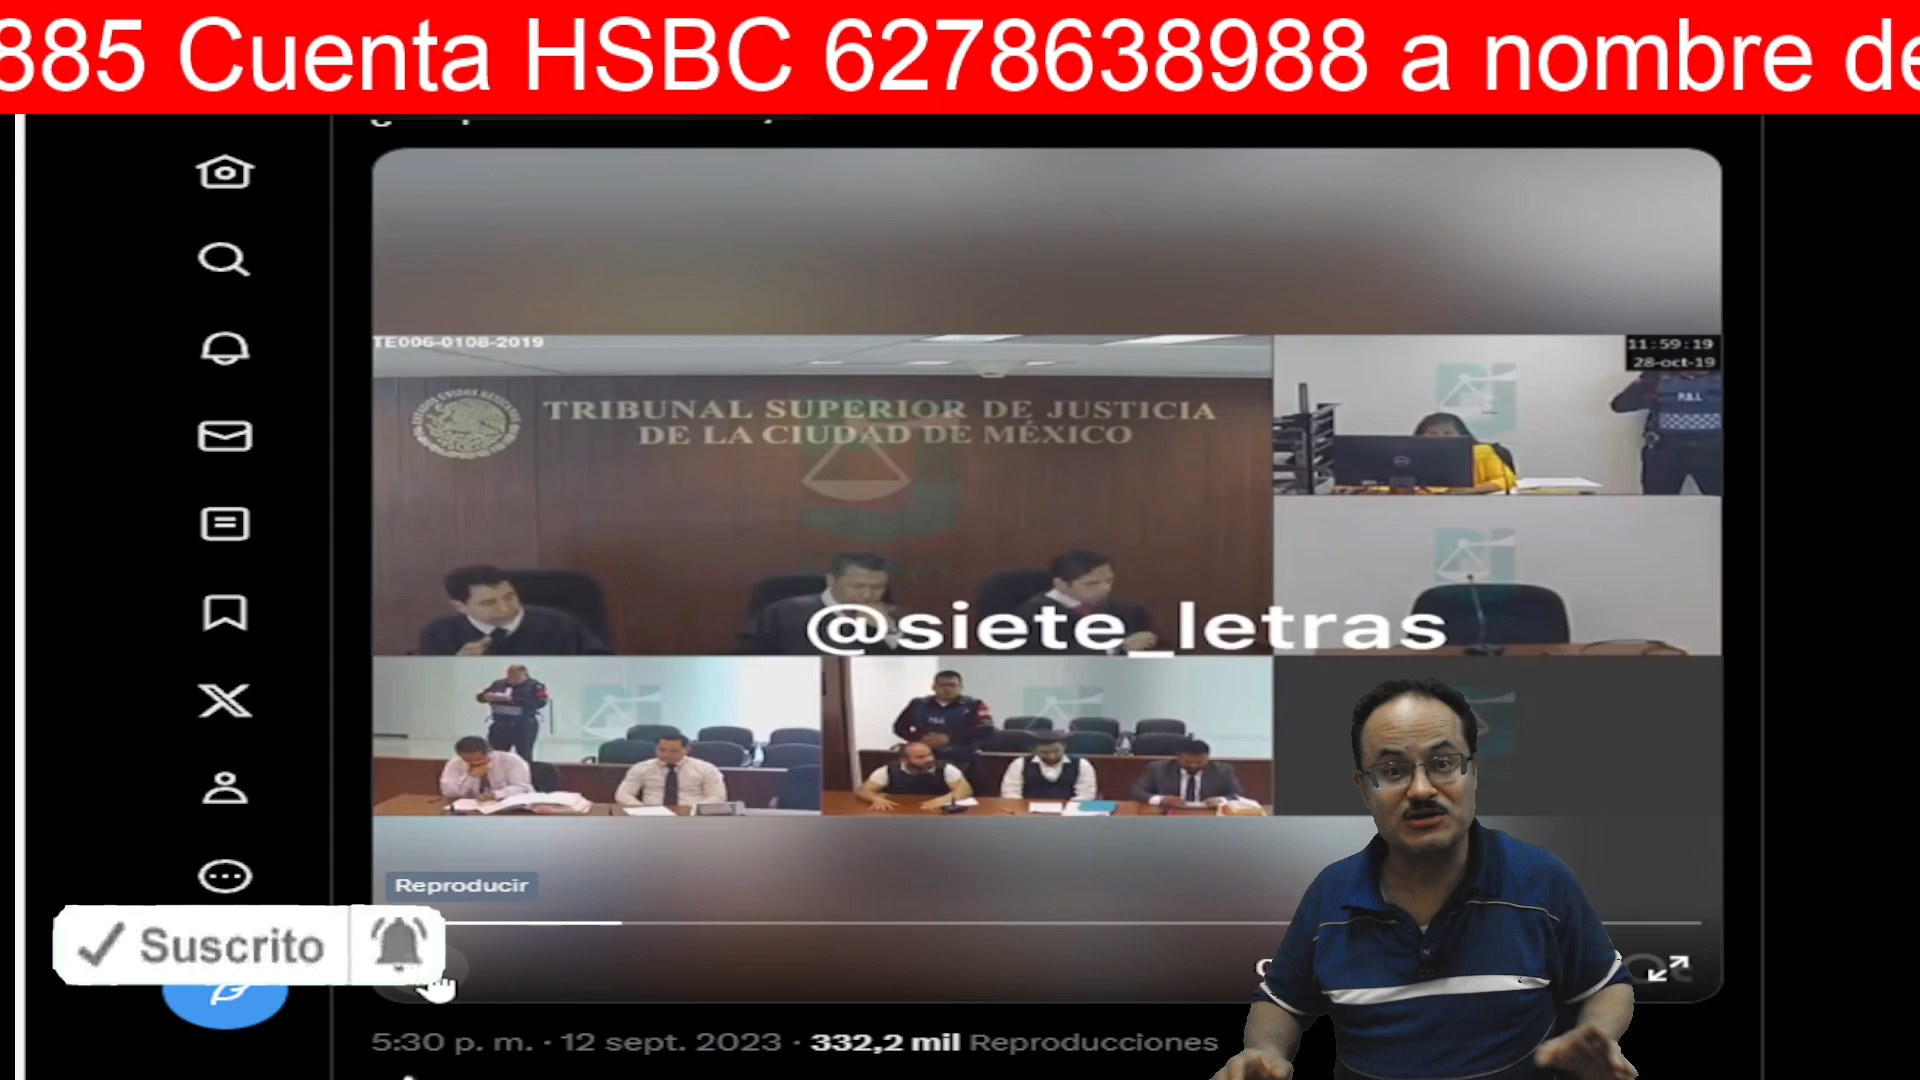 885 Cuenta HSBC 6278638988 a nombre de
TE006-0108-2019
11:59:19
28-oct-19
TRIBUNAL SUPERIOR DE JUSTICIA
DE LA CIUDAD DE MÉXICO
@siete_letras
Reproducir
Suscrito
5:30 p. m. · 12 sept. 2023 · 332,2 mil Reproducciones